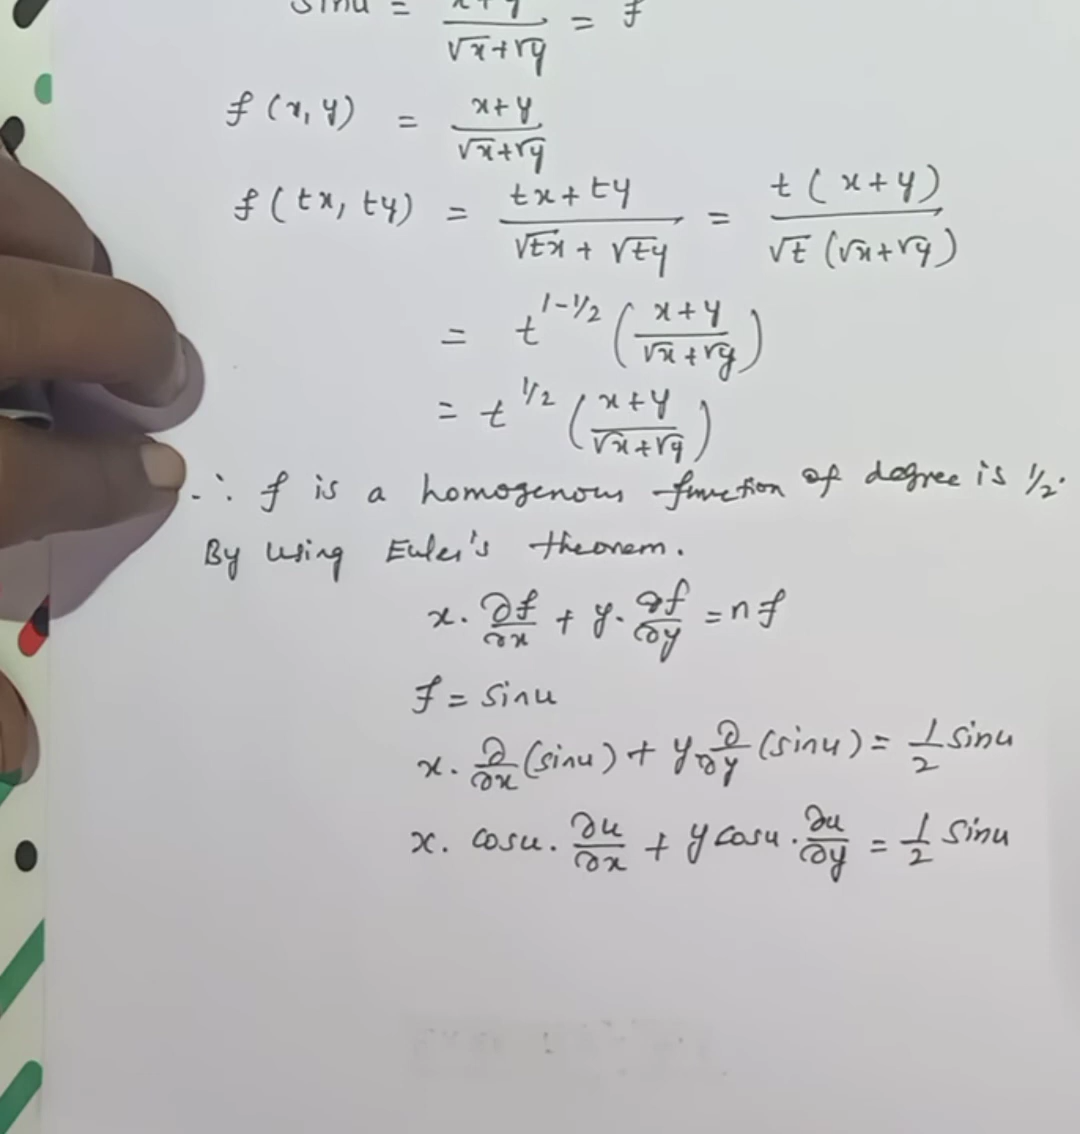 sinu = x+y / √x+√y = f
f(x, y) = x+y / √x+√y
f(tx, ty) = tx+ty / √tx + √ty = t(x+y) / √t (√x+√y)
= t^1-1/2 (x+y / √x+√y)
= t^1/2 (x+y / √x+√y)
∴ f is a homogenous function of degree is 1/2.
By using Euler's theorem.
x. ∂f/∂x + y. ∂f/∂y = nf
f = sinu
x. ∂/∂x (sinu) + y ∂/∂y (sinu) = 1/2 sinu
x. cosu. ∂u/∂x + y cosu. ∂u/∂y = 1/2 sinu